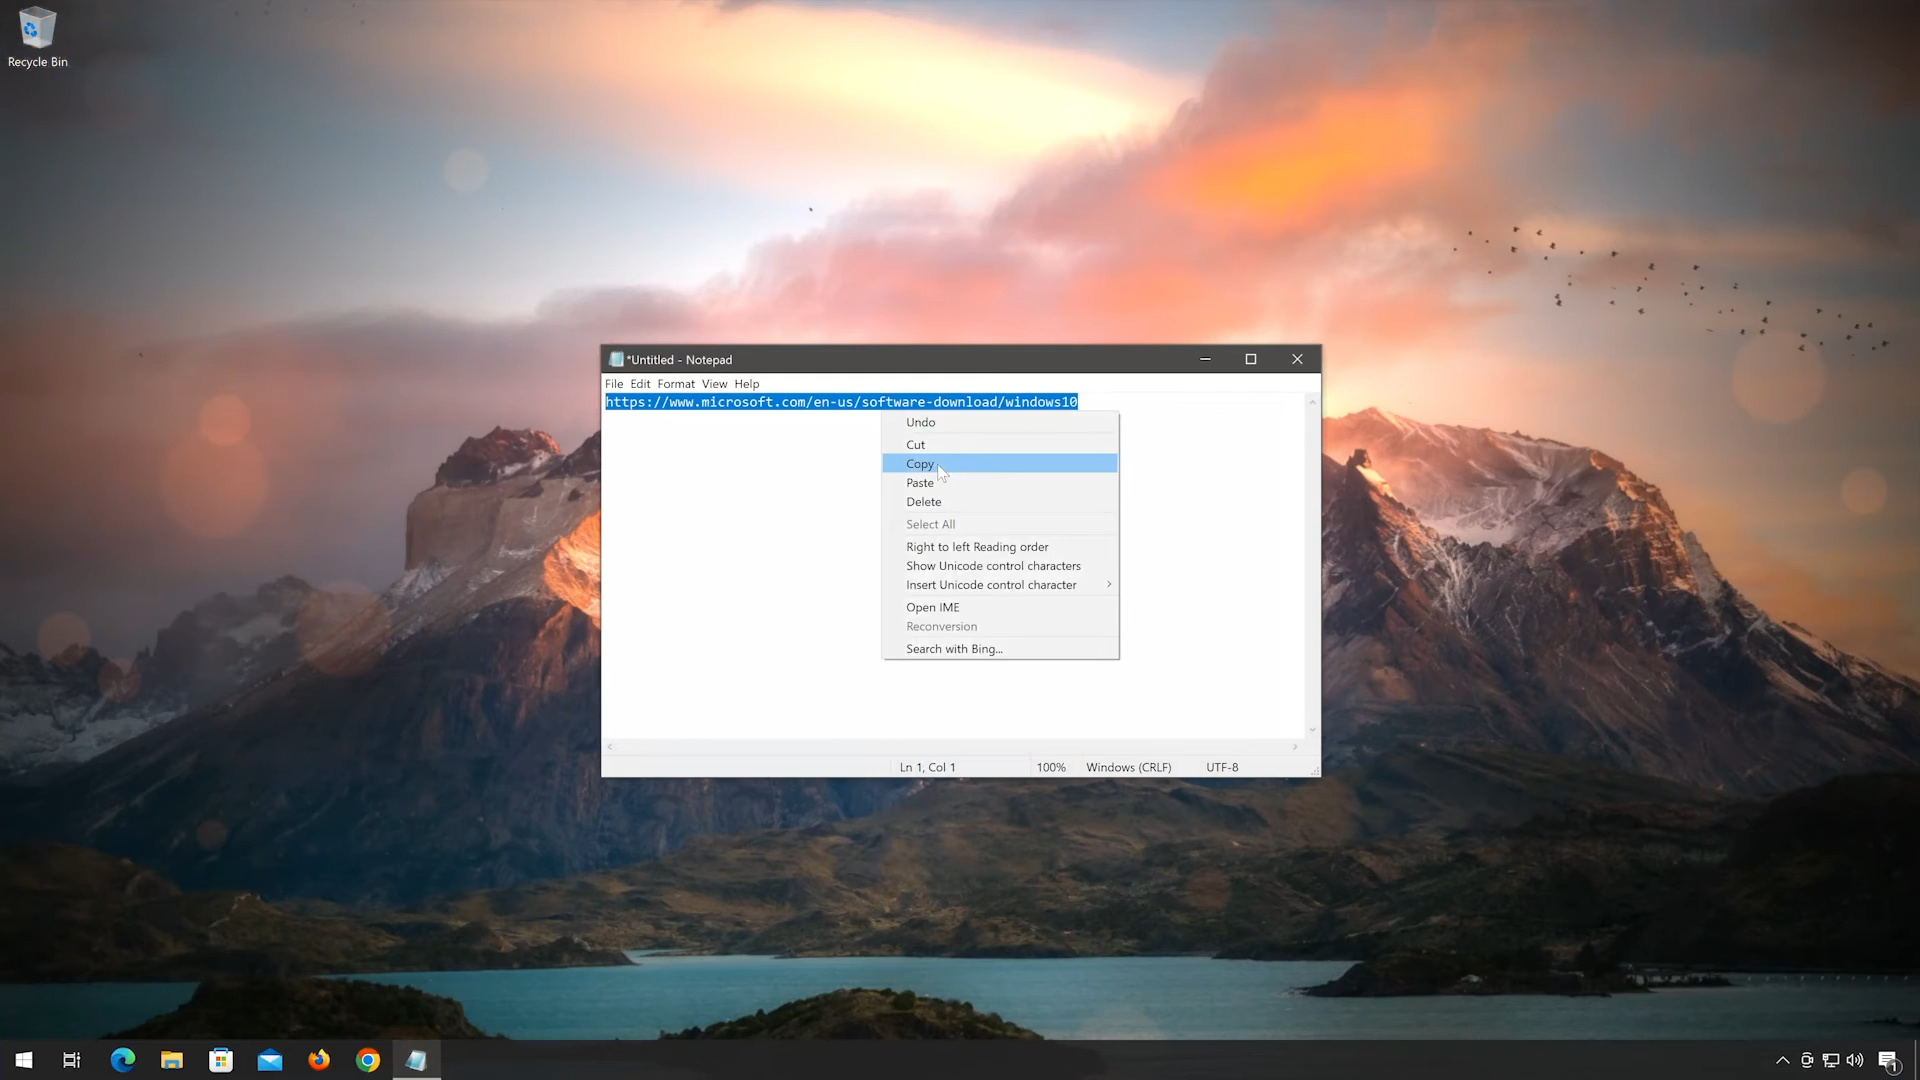 Recycle Bin
*Untitled - Notepad
File Edit Format View Help
https://www.microsoft.com/en-us/software-download/windows10
Undo
Cut
Copy
Paste
Delete
Select All
Right to left Reading order
Show Unicode control characters
Insert Unicode control character
Open IME
Reconversion
Search with Bing...
Ln 1, Col 1 100% Windows (CRLF) UTF-8
1